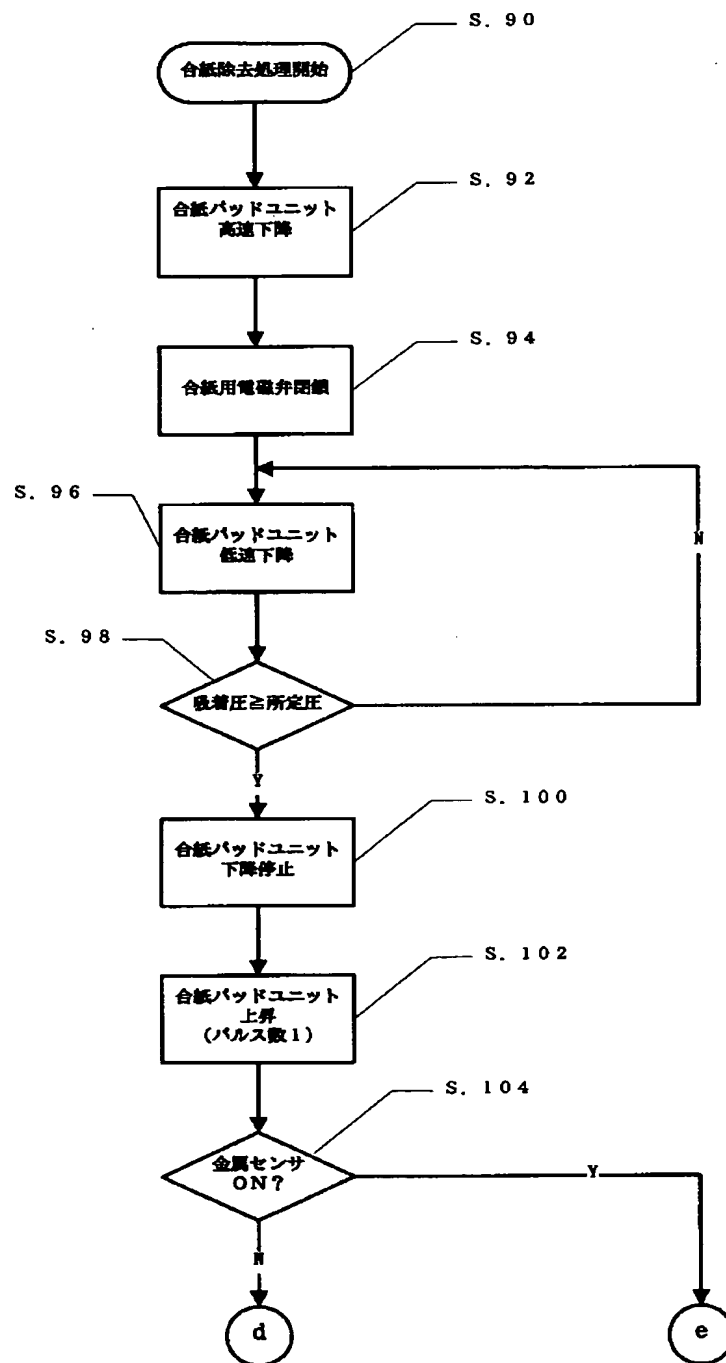 S. 90
合紙除去処理開始
S. 92
合紙パッドユニット
高速下降
S. 94
合紙用電磁弁閉鎖
S. 96
合紙パッドユニット
低速下降
N
S. 98
吸着圧≧所定圧
Y
S. 100
合紙パッドユニット
下降停止
S. 102
合紙パッドユニット
上昇
(パルス数1)
S. 104
金属センサ
ON?
Y
N
d
e